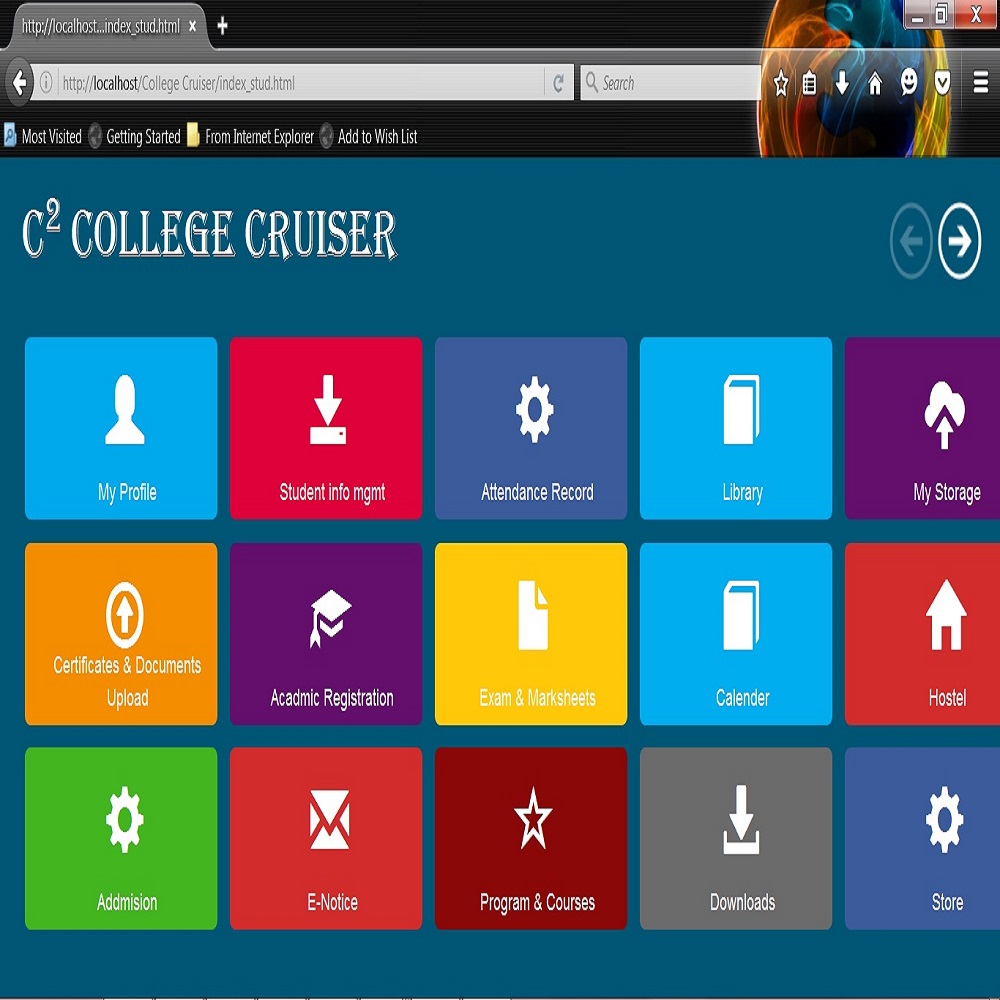 http://localhost...index_stud.html × +
http://localhost/College Cruiser/index_stud.html
Search
Most Visited Getting Started From Internet Explorer Add to Wish List
C² COLLEGE CRUISER
My Profile
Student info mgmt
Attendance Record
Library
My Storage
Certificates & Documents
Upload
Acadmic Registration
Exam & Marksheets
Calender
Hostel
Addmision
E-Notice
Program & Courses
Downloads
Store